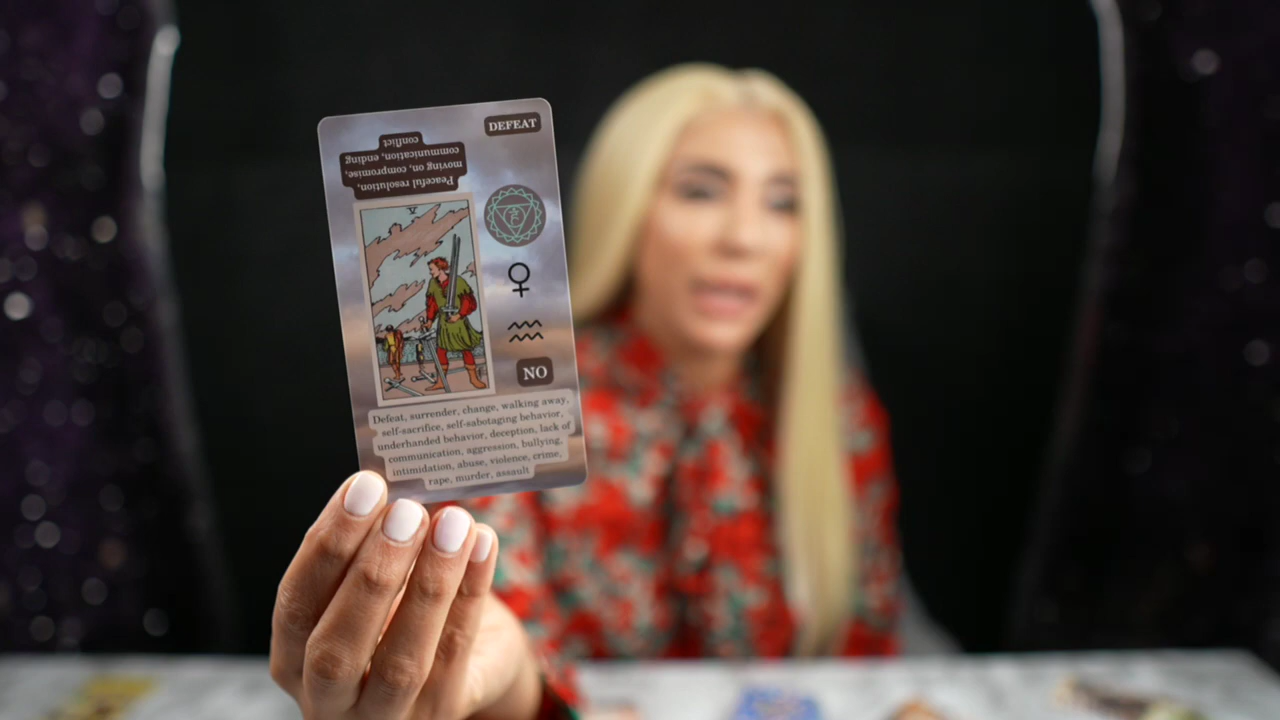 DEFEAT
Peaceful resolution,
moving on, compromise,
communication, ending
conflict
V
NO
Defeat, surrender, change, walking away,
self-sacrifice, self-sabotaging behavior,
underhanded behavior, deception, lack of
communication, aggression, bullying,
intimidation, abuse, violence, crime,
rape, murder, assault